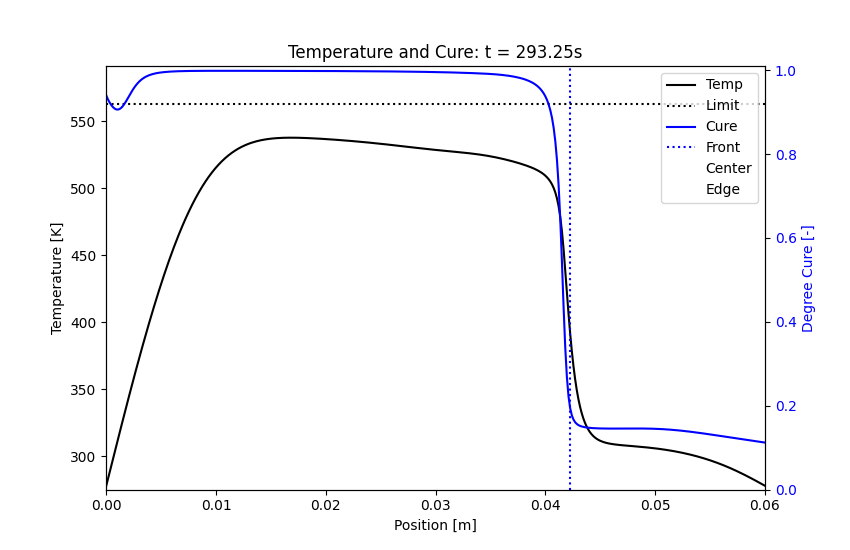 Temperature and Cure: t = 293.25s
Temp
Limit
Cure
Front
Center
Edge
550
500
450
400
350
300
Temperature [K]
1.0
0.8
0.6
0.4
0.2
0.0
Degree Cure [-]
0.00
0.01
0.02
0.03
0.04
0.05
0.06
Position [m]